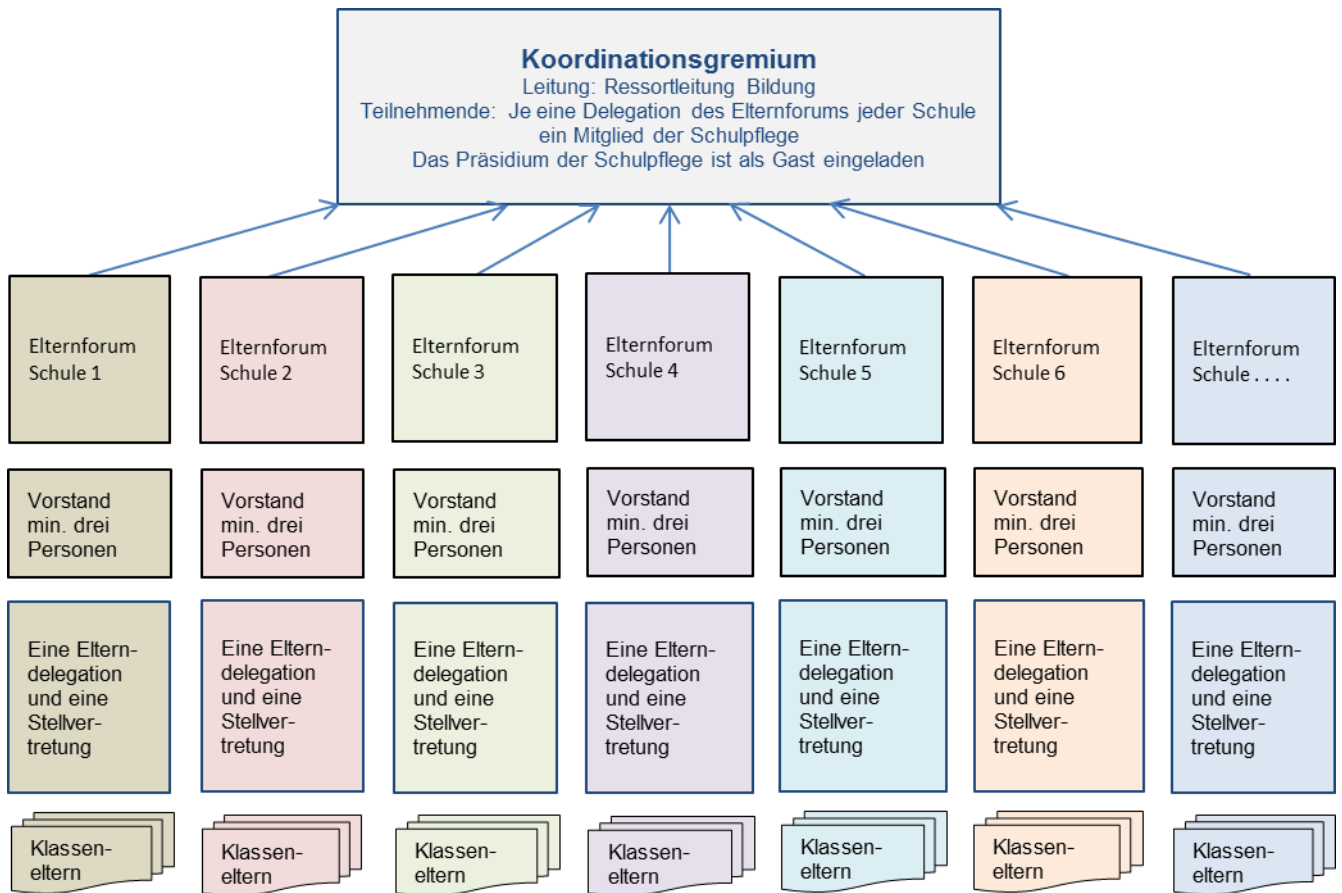 Koordinationsgremium
Leitung: Ressortleitung Bildung
Teilnehmende: Je eine Delegation des Elternforums jeder Schule
ein Mitglied der Schulpflege
Das Präsidium der Schulpflege ist als Gast eingeladen
Elternforum
Schule 1
Elternforum
Schule 2
Elternforum
Schule 3
Elternforum
Schule 4
Elternforum
Schule 5
Elternforum
Schule 6
Elternforum
Schule . . . .
Vorstand
min. drei
Personen
Vorstand
min. drei
Personen
Vorstand
min. drei
Personen
Vorstand
min. drei
Personen
Vorstand
min. drei
Personen
Vorstand
min. drei
Personen
Vorstand
min. drei
Personen
Eine Eltern-
delegation
und eine
Stellver-
tretung
Eine Eltern-
delegation
und eine
Stellver-
tretung
Eine Eltern-
delegation
und eine
Stellver-
tretung
Eine Eltern-
delegation
und eine
Stellver-
tretung
Eine Eltern-
delegation
und eine
Stellver-
tretung
Eine Eltern-
delegation
und eine
Stellver-
tretung
Eine Eltern-
delegation
und eine
Stellver-
tretung
Klassen-
eltern
Klassen-
eltern
Klassen-
eltern
Klassen-
eltern
Klassen-
eltern
Klassen-
eltern
Klassen-
eltern